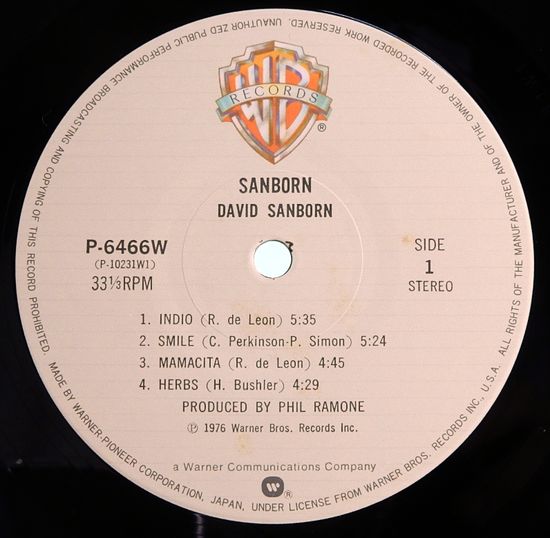 RECORDS
®
SANBORN
DAVID SANBORN
P-6466W
(P-10231W1)
33⅓RPM
SIDE
1
STEREO
1. INDIO (R. de Leon) 5:35
2. SMILE (C. Perkinson-P. Simon) 5:24
3. MAMACITA (R. de Leon) 4:45
4. HERBS (H. Bushler) 4:29
PRODUCED BY PHIL RAMONE
℗ 1976 Warner Bros. Records Inc.
a Warner Communications Company
®
MADE BY WARNER-PIONEER CORPORATION, JAPAN, UNDER LICENSE FROM WARNER BROS. RECORDS INC., U.S.A. ALL RIGHTS OF THE MANUFACTURER AND OF THE OWNER OF THE RECORDED WORK RESERVED. UNAUTHORIZED PUBLIC PERFORMANCE BROADCASTING AND COPYING OF THIS RECORD PROHIBITED.